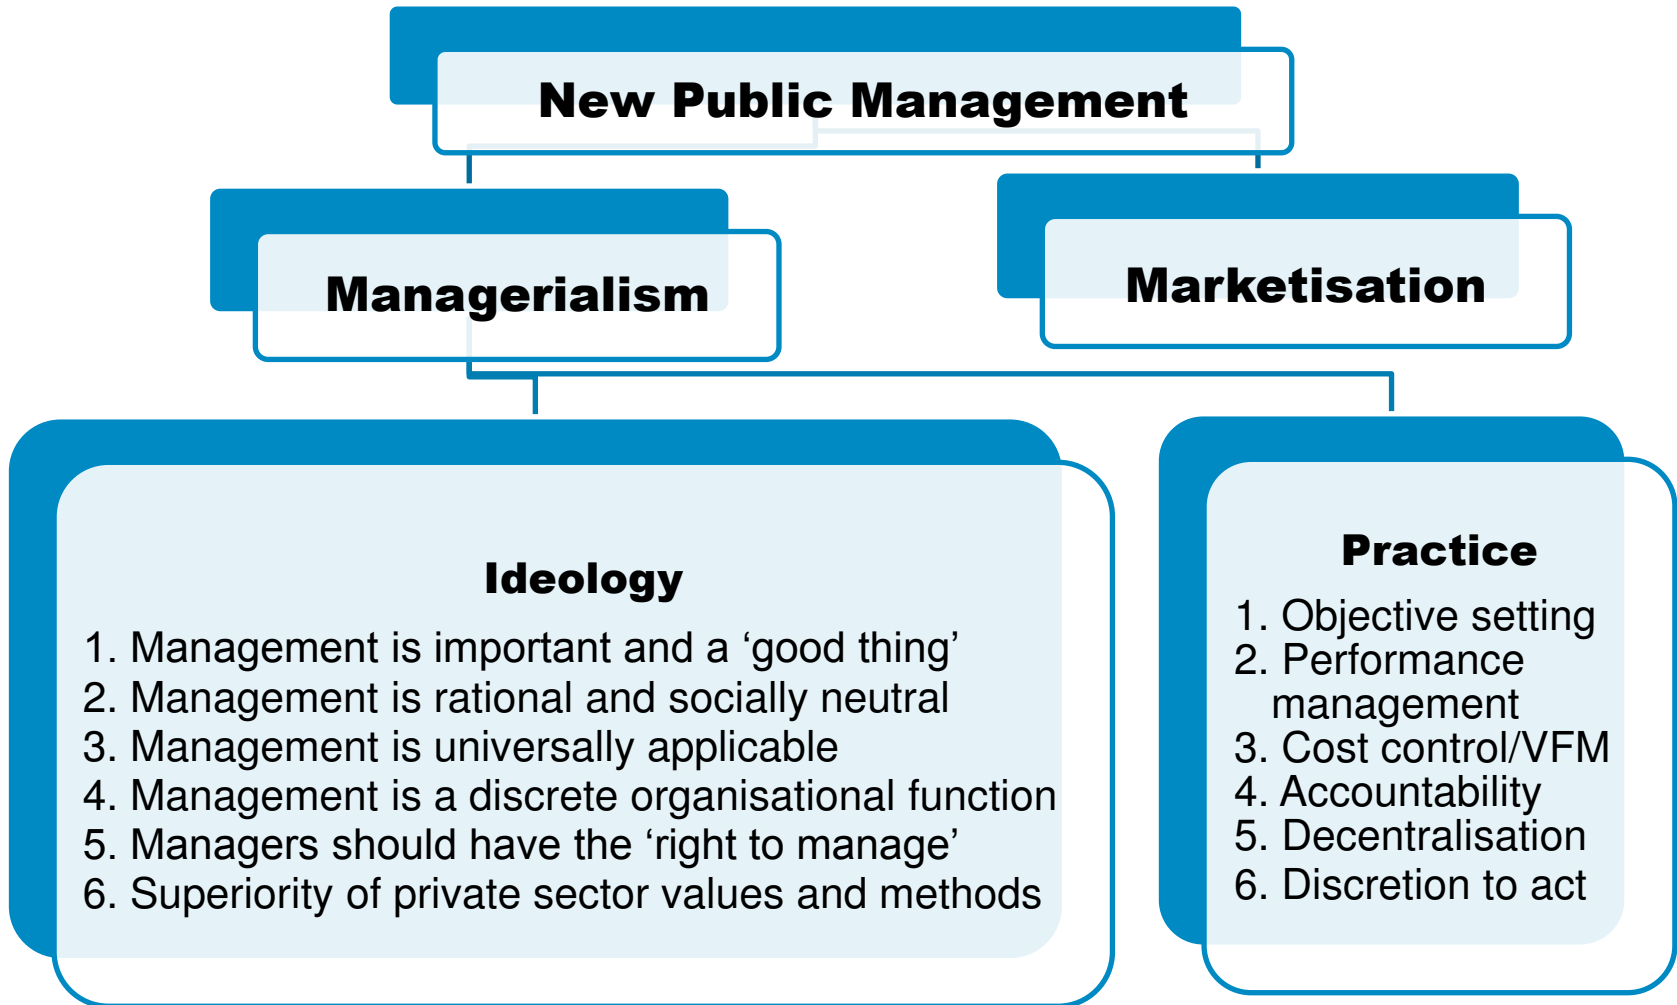 New Public Management
Managerialism
Marketisation
Ideology
1. Management is important and a ‘good thing’
2. Management is rational and socially neutral
3. Management is universally applicable
4. Management is a discrete organisational function
5. Managers should have the ‘right to manage’
6. Superiority of private sector values and methods
Practice
1. Objective setting
2. Performance
management
3. Cost control/VFM
4. Accountability
5. Decentralisation
6. Discretion to act